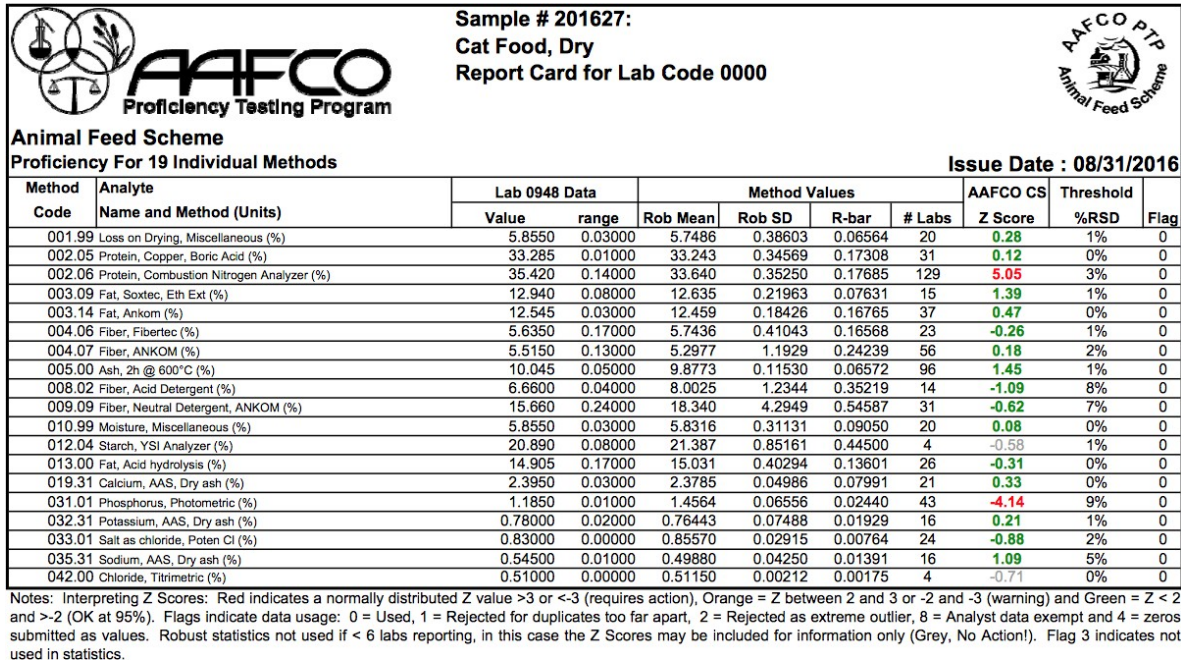 AAFCO
Proficiency Testing Program
Sample # 201627:
Cat Food, Dry
Report Card for Lab Code 0000
AAFCO PTP
Animal Feed Scheme
Animal Feed Scheme
Proficiency For 19 Individual Methods
Issue Date : 08/31/2016
Method Analyte Lab 0948 Data Method Values AAFCO CS Threshold
Code Name and Method (Units) Value range Rob Mean Rob SD R-bar # Labs Z Score %RSD Flag
001.99 Loss on Drying, Miscellaneous (%) 5.8550 0.03000 5.7486 0.38603 0.06564 20 0.28 1% 0
002.05 Protein, Copper, Boric Acid (%) 33.285 0.01000 33.243 0.34569 0.17308 31 0.12 0% 0
002.06 Protein, Combustion Nitrogen Analyzer (%) 35.420 0.14000 33.640 0.35250 0.17685 129 5.05 3% 0
003.09 Fat, Soxtec, Eth Ext (%) 12.940 0.08000 12.635 0.21963 0.07631 15 1.39 1% 0
003.14 Fat, Ankom (%) 12.545 0.03000 12.459 0.18426 0.16765 37 0.47 0% 0
004.06 Fiber, Fibertec (%) 5.6350 0.17000 5.7436 0.41043 0.16568 23 -0.26 1% 0
004.07 Fiber, ANKOM (%) 5.5150 0.13000 5.2977 1.1929 0.24239 56 0.18 2% 0
005.00 Ash, 2h @ 600°C (%) 10.045 0.05000 9.8773 0.11530 0.06572 96 1.45 1% 0
008.02 Fiber, Acid Detergent (%) 6.6600 0.04000 8.0025 1.2344 0.35219 14 -1.09 8% 0
009.09 Fiber, Neutral Detergent, ANKOM (%) 15.660 0.24000 18.340 4.2949 0.54587 31 -0.62 7% 0
010.99 Moisture, Miscellaneous (%) 5.8550 0.03000 5.8316 0.31131 0.09050 20 0.08 0% 0
012.04 Starch, YSI Analyzer (%) 20.890 0.08000 21.387 0.85161 0.44500 4 -0.58 1% 0
013.00 Fat, Acid hydrolysis (%) 14.905 0.17000 15.031 0.40294 0.13601 26 -0.31 0% 0
019.31 Calcium, AAS, Dry ash (%) 2.3950 0.03000 2.3785 0.04986 0.07991 21 0.33 0% 0
031.01 Phosphorus, Photometric (%) 1.1850 0.01000 1.4564 0.06556 0.02440 43 -4.14 9% 0
032.31 Potassium, AAS, Dry ash (%) 0.78000 0.02000 0.76443 0.07488 0.01929 16 0.21 1% 0
033.01 Salt as chloride, Poten Cl (%) 0.83000 0.00000 0.85570 0.02915 0.00764 24 -0.88 2% 0
035.31 Sodium, AAS, Dry ash (%) 0.54500 0.01000 0.49880 0.04250 0.01391 16 1.09 5% 0
042.00 Chloride, Titrimetric (%) 0.51000 0.00000 0.51150 0.00212 0.00175 4 -0.71 0% 0
Notes: Interpreting Z Scores: Red indicates a normally distributed Z value >3 or <-3 (requires action), Orange = Z between 2 and 3 or -2 and -3 (warning) and Green = Z < 2
and >-2 (OK at 95%). Flags indicate data usage: 0 = Used, 1 = Rejected for duplicates too far apart, 2 = Rejected as extreme outlier, 8 = Analyst data exempt and 4 = zeros
submitted as values. Robust statistics not used if < 6 labs reporting, in this case the Z Scores may be included for information only (Grey, No Action!). Flag 3 indicates not
used in statistics.